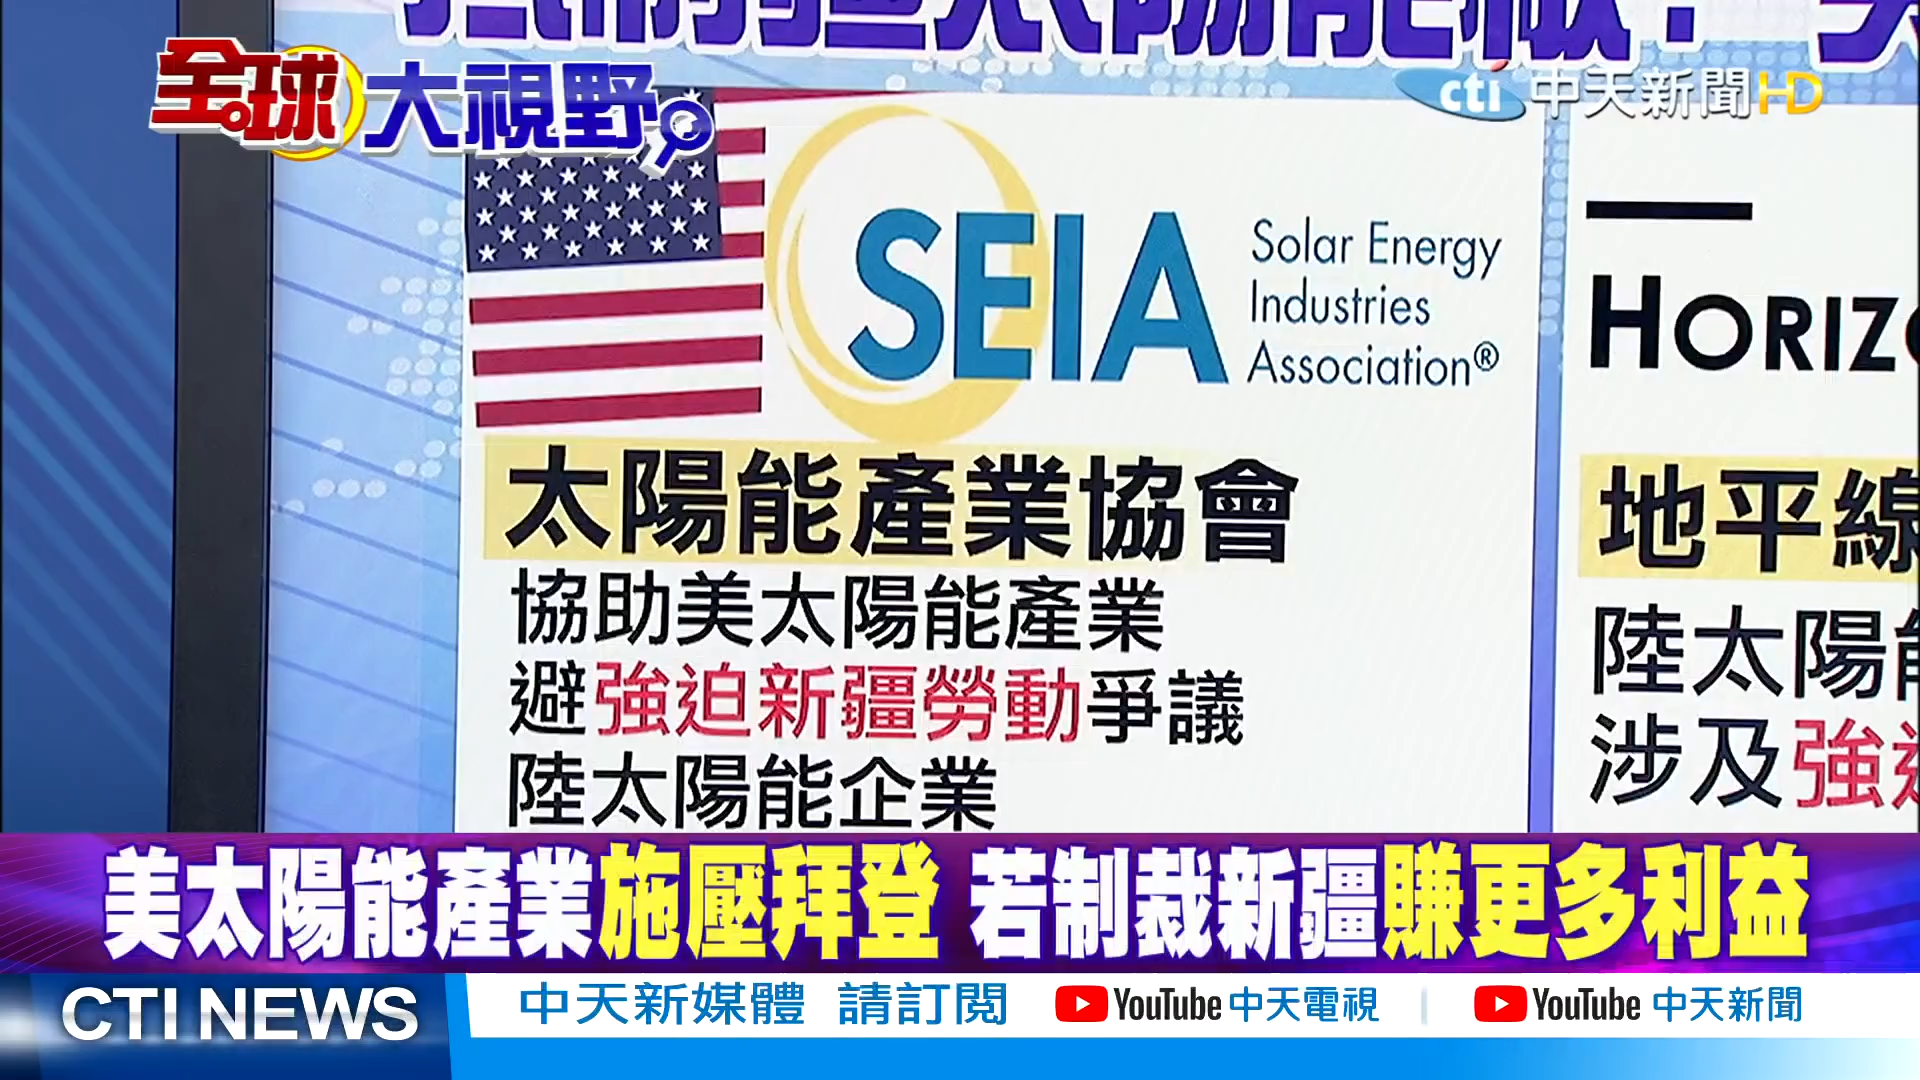 全球大視野
cti 中天新聞HD
SEIA
Solar Energy
Industries
Association®
太陽能產業協會
協助美太陽能產業
避強迫新疆勞動爭議
陸太陽能企業
地平線
陸太陽
涉及強
美太陽能產業施壓拜登 若制裁新疆賺更多利益
CTI NEWS
中天新媒體 請訂閱
YouTube 中天電視
YouTube 中天新聞